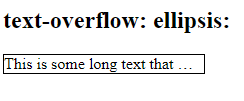 text-overflow: ellipsis:
This is some long text that …